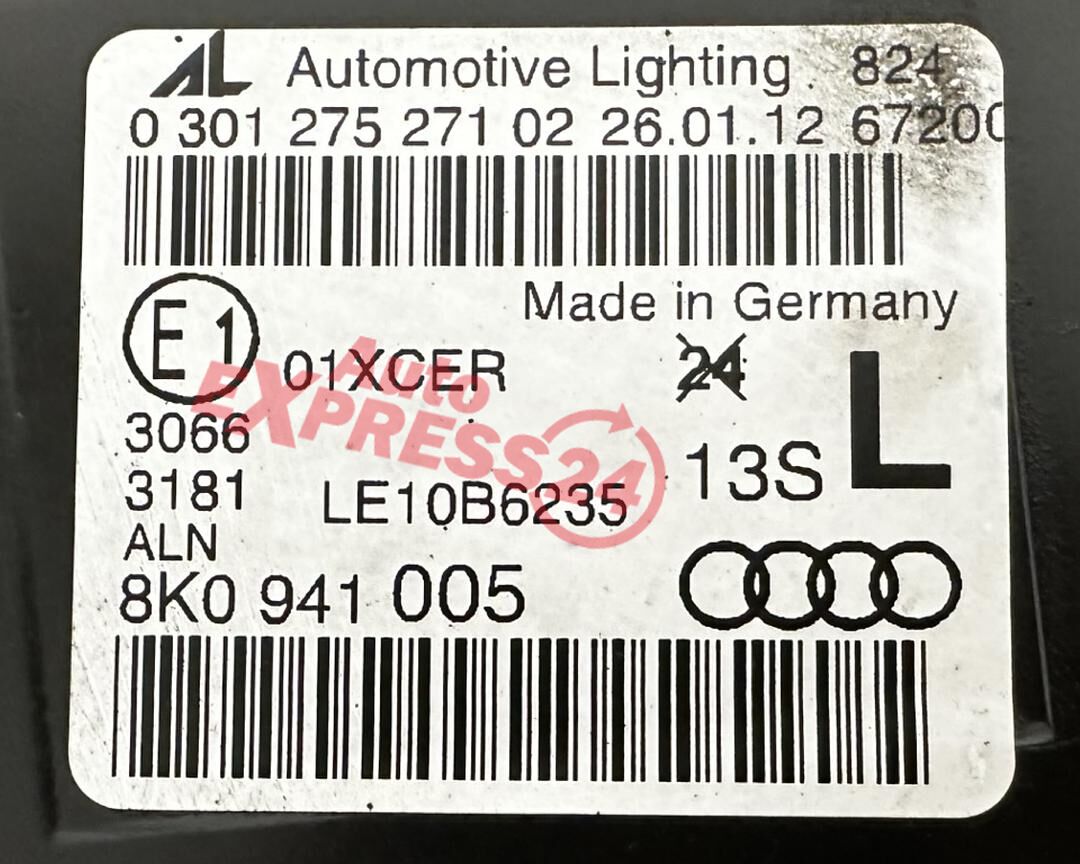 AL Automotive Lighting 824
0 301 275 271 02 26.01.12 67200
Made in Germany
E1 01XCER 24
3066
3181 LE10B6235 13S L
ALN
8K0 941 005
Auto
EXPRESS24